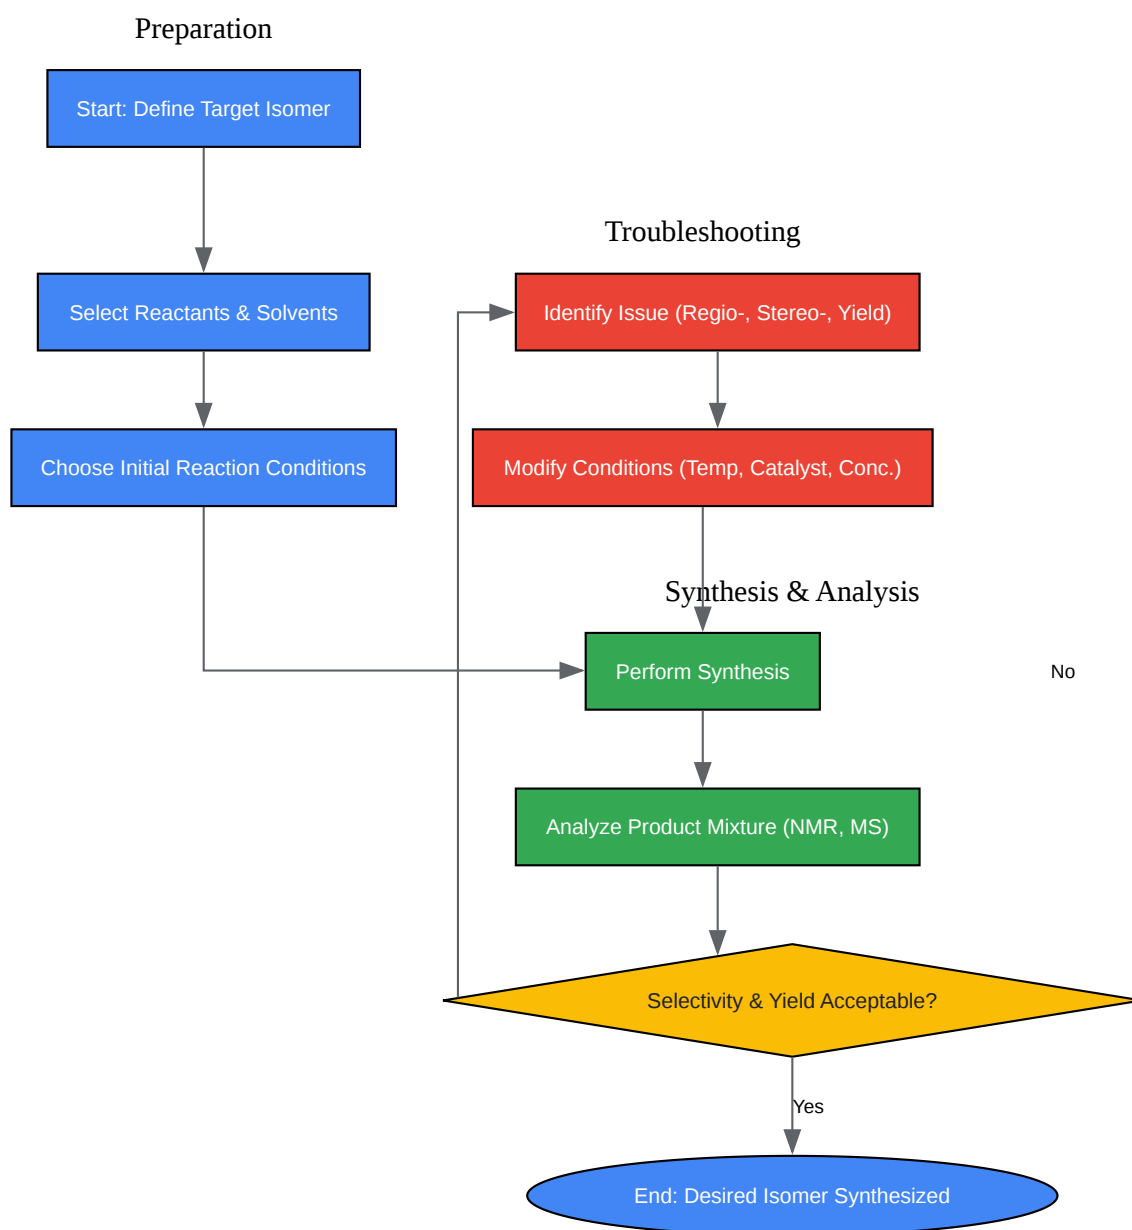 Preparation
Start: Define Target Isomer
Select Reactants & Solvents
Choose Initial Reaction Conditions
Troubleshooting
Identify Issue (Regio-, Stereo-, Yield)
Modify Conditions (Temp, Catalyst, Conc.)
Synthesis & Analysis
Perform Synthesis
No
Analyze Product Mixture (NMR, MS)
Selectivity & Yield Acceptable?
Yes
End: Desired Isomer Synthesized